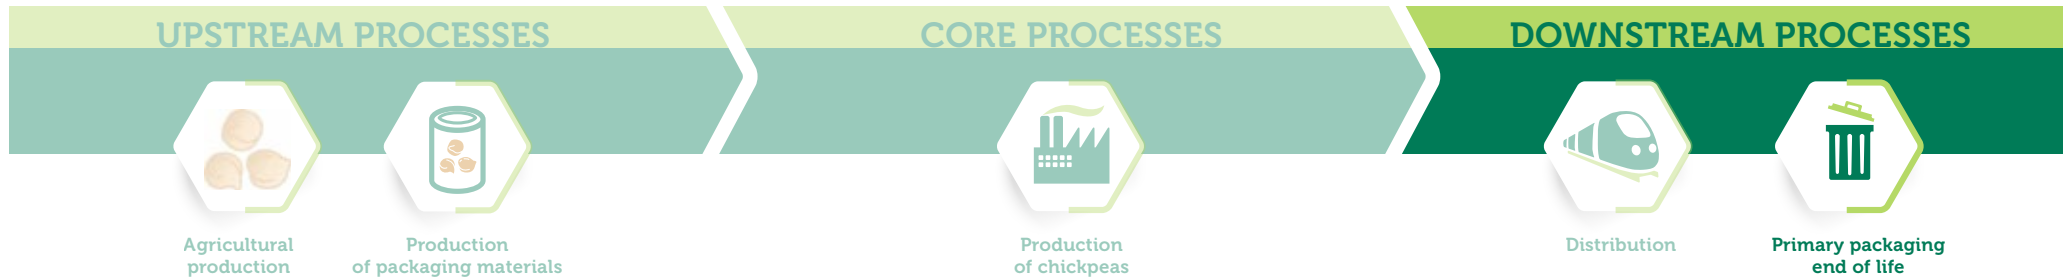 UPSTREAM PROCESSES
CORE PROCESSES
DOWNSTREAM PROCESSES
Agricultural
production
Production
of packaging materials
Production
of chickpeas
Distribution
Primary packaging
end of life